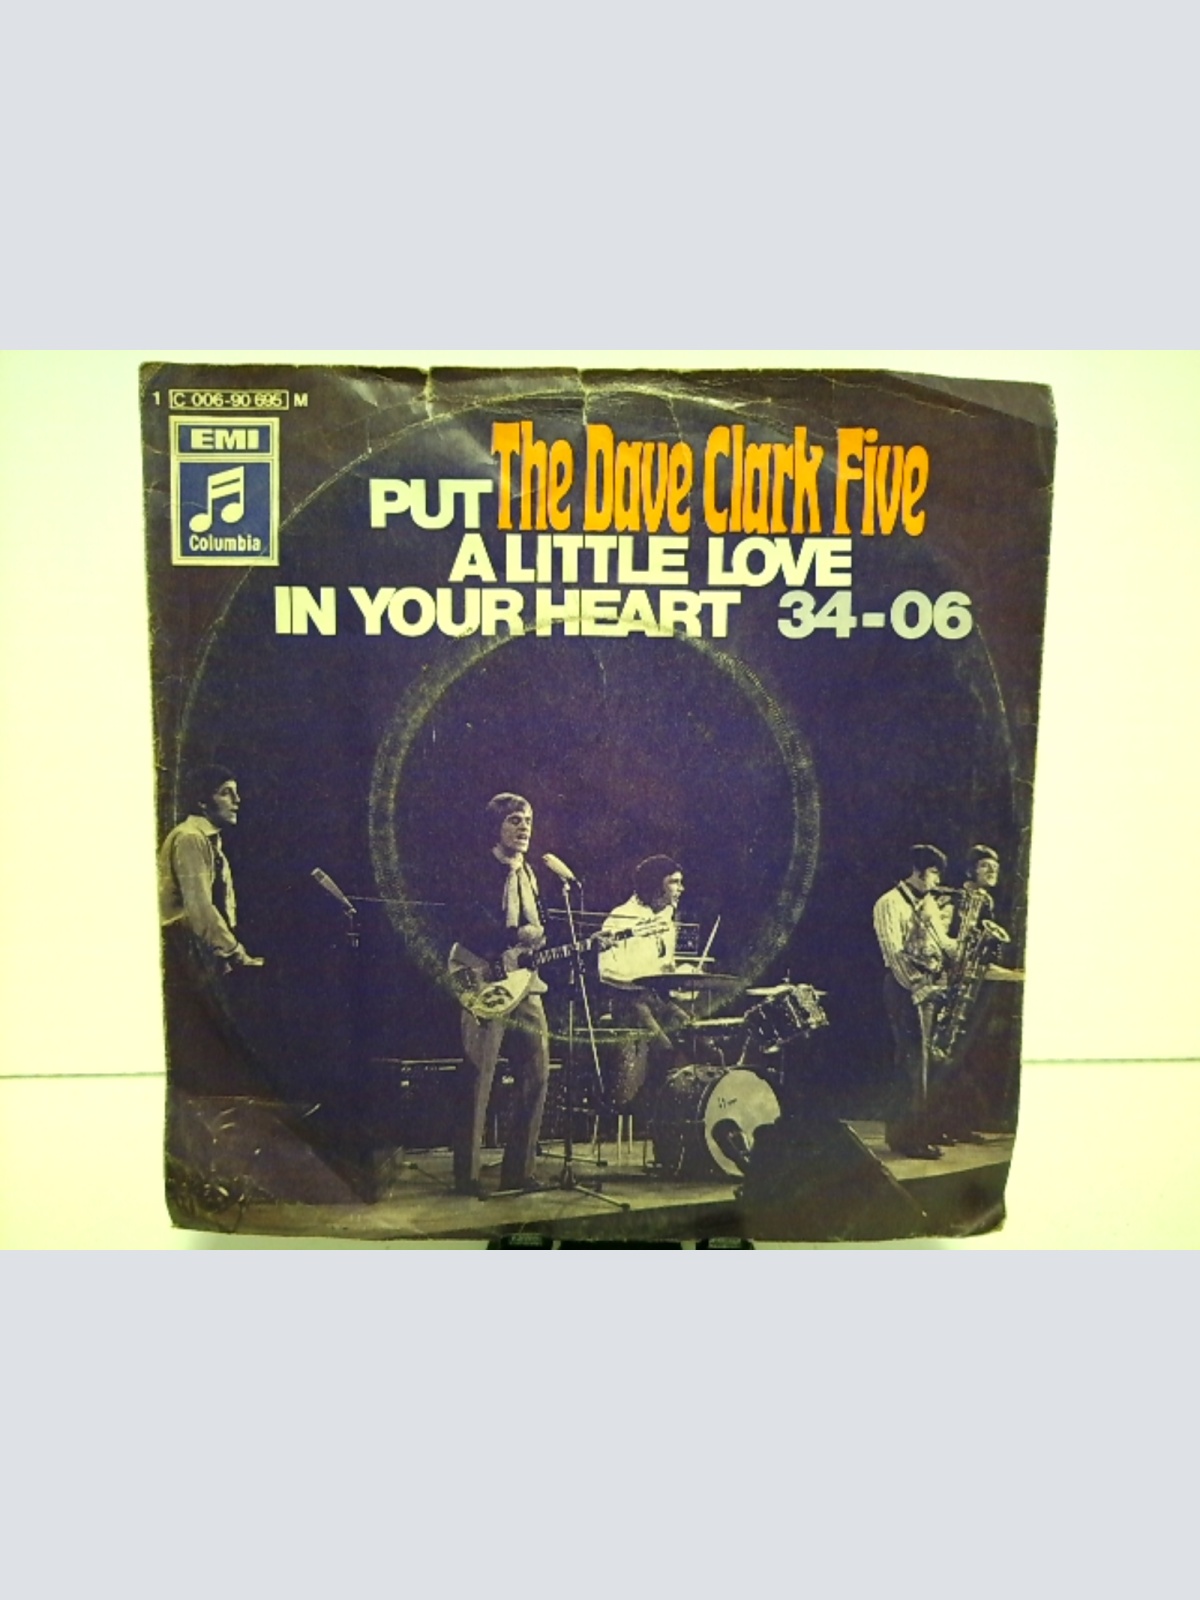 1 C 006-90 695 M
EMI
Columbia
The Dave Clark Five
PUT
A LITTLE LOVE
IN YOUR HEART 34-06